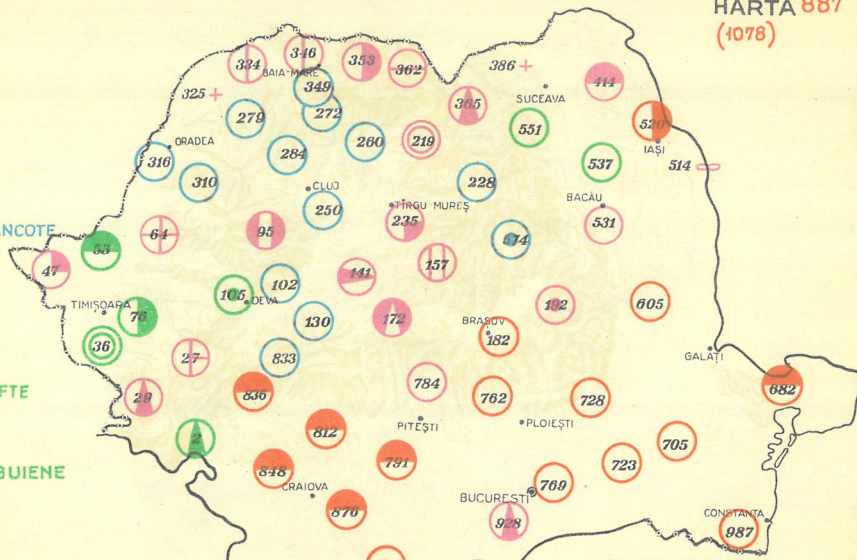 HARTA 887
(1078)
334
346
353
362
386
414
BAIA-MARE
349
325
365
SUCEAVA
279
272
551
520
ORADEA
260
219
IAȘI
316
284
537
514
310
CLUJ
228
BACĂU
250
TÎRGU MUREȘ
235
531
NCOTE
64
95
574
53
47
141
157
102
105
DEVA
TIMIȘOARA
76
130
172
192
605
BRAȘOV
182
36
27
833
GALAȚI
29
836
784
762
728
682
FTE
PITEȘTI
PLOIEȘTI
2
812
705
BUIENE
848
791
723
CRAIOVA
BUCUREȘTI
769
876
928
CONSTANȚA
987